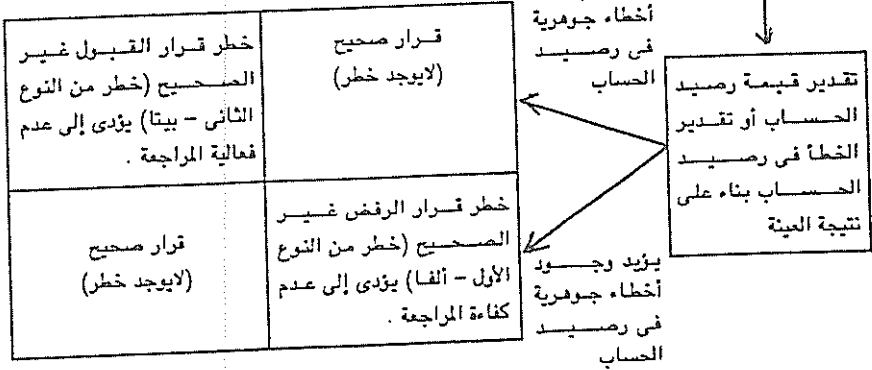 تقدير قيمة رصيد
الحساب أو تقدير
الخطأ فى رصيد
الحساب بناء على
نتيجة العينة
أخطاء جوهرية
فى رصيد
الحساب
قرار صحيح
(لايوجد خطر)
خطر قرار القبول غير
الصحيح (خطر من النوع
الثانى – بيتا) يؤدى إلى عدم
فعالية المراجعة .
يؤيد وجود
أخطاء جوهرية
فى رصيد
الحساب
خطر قرار الرفض غير
الصحيح (خطر من النوع
الأول – ألفا) يؤدى إلى عدم
كفاءة المراجعة .
قرار صحيح
(لايوجد خطر)